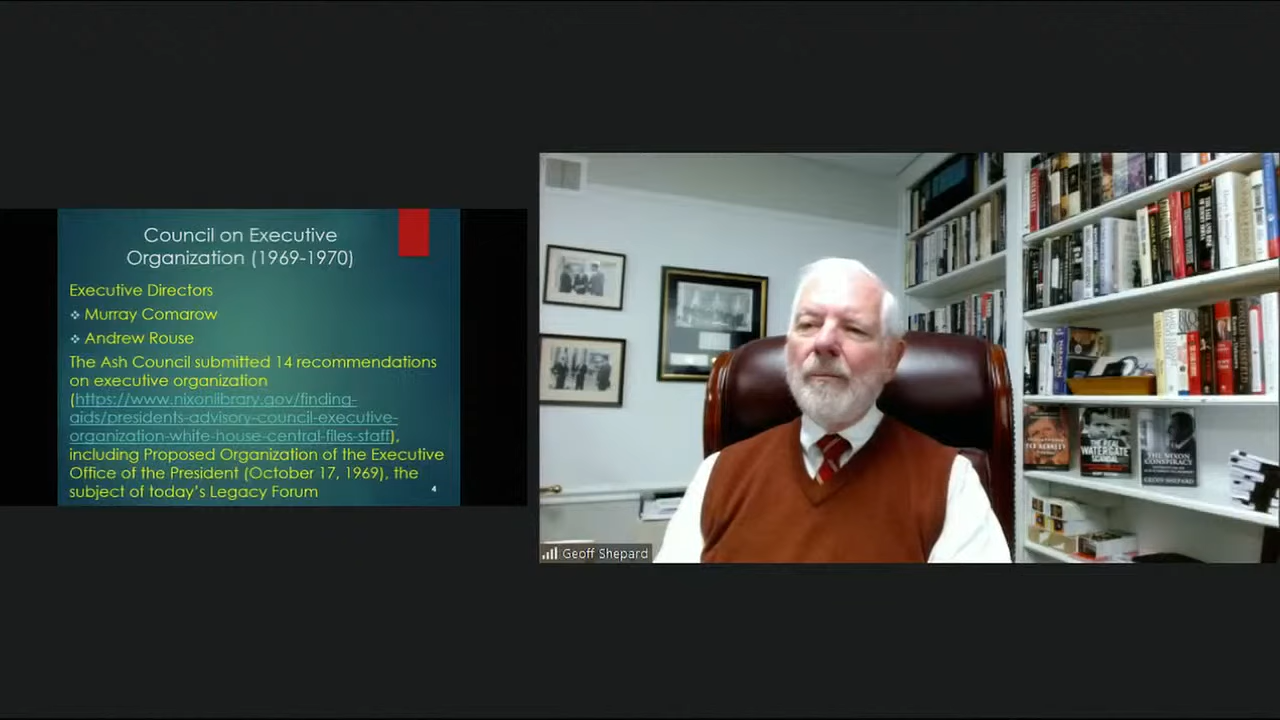 Council on Executive
Organization (1969-1970)
Executive Directors
❖ Murray Comarow
❖ Andrew Rouse
The Ash Council submitted 14 recommendations
on executive organization
(https://www.nixonlibrary.gov/finding-
aids/presidents-advisory-council-executive-
organization-white-house-central-files-staff),
including Proposed Organization of the Executive
Office of the President (October 17, 1969), the
subject of today's Legacy Forum
4
Geoff Shepard
THE REAL
WATERGATE
SCANDAL
THE NIXON
CONSPIRACY
GEOFF SHEPARD